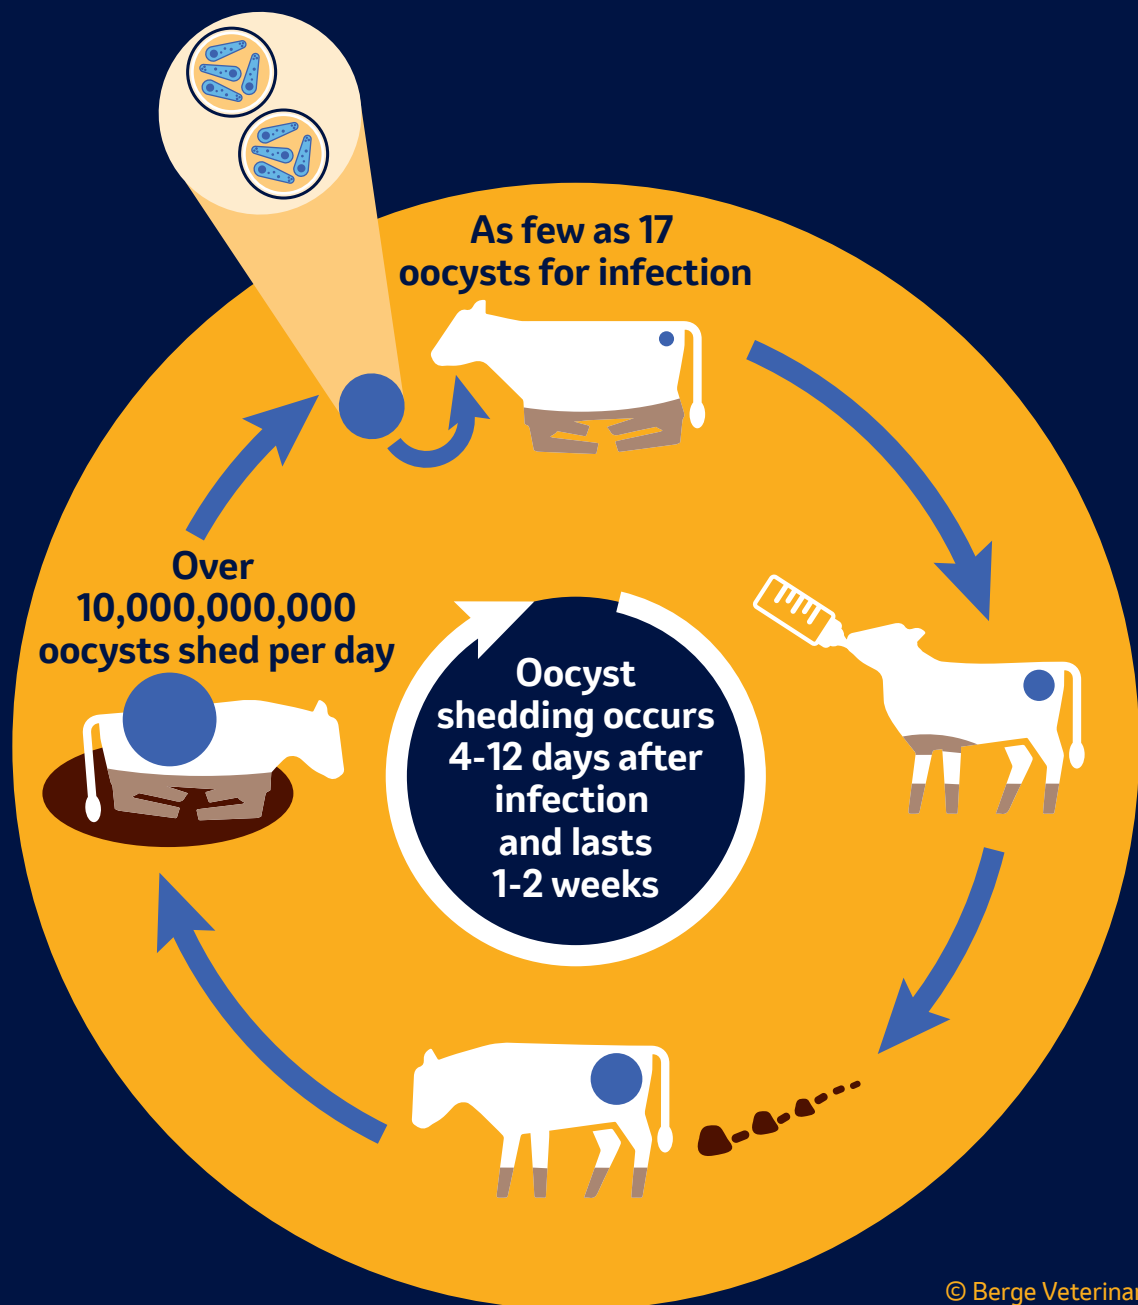 As few as 17
oocysts for infection
Over
10,000,000,000
oocysts shed per day
Oocyst
shedding occurs
4-12 days after
infection
and lasts
1-2 weeks
© Berge Veterinar